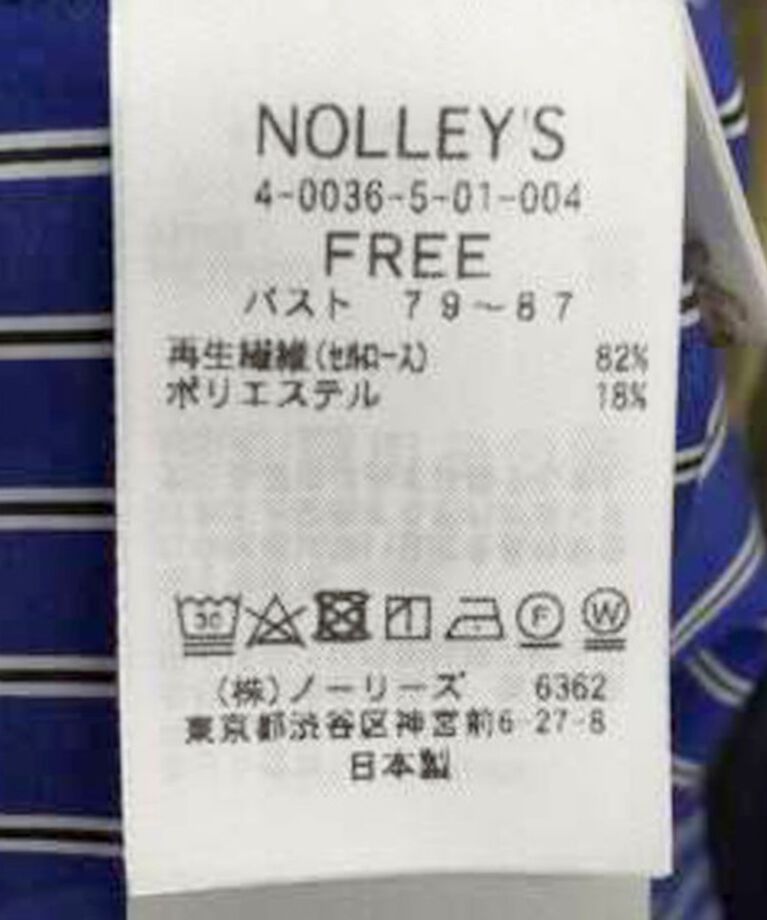 NOLLEY'S
4-0036-5-01-004
FREE
バスト 79~87
再生繊維(セルロース) 82%
ポリエステル 18%
30
F W
(株)ノーリーズ 6362
東京都渋谷区神宮前6-27-8
日本製